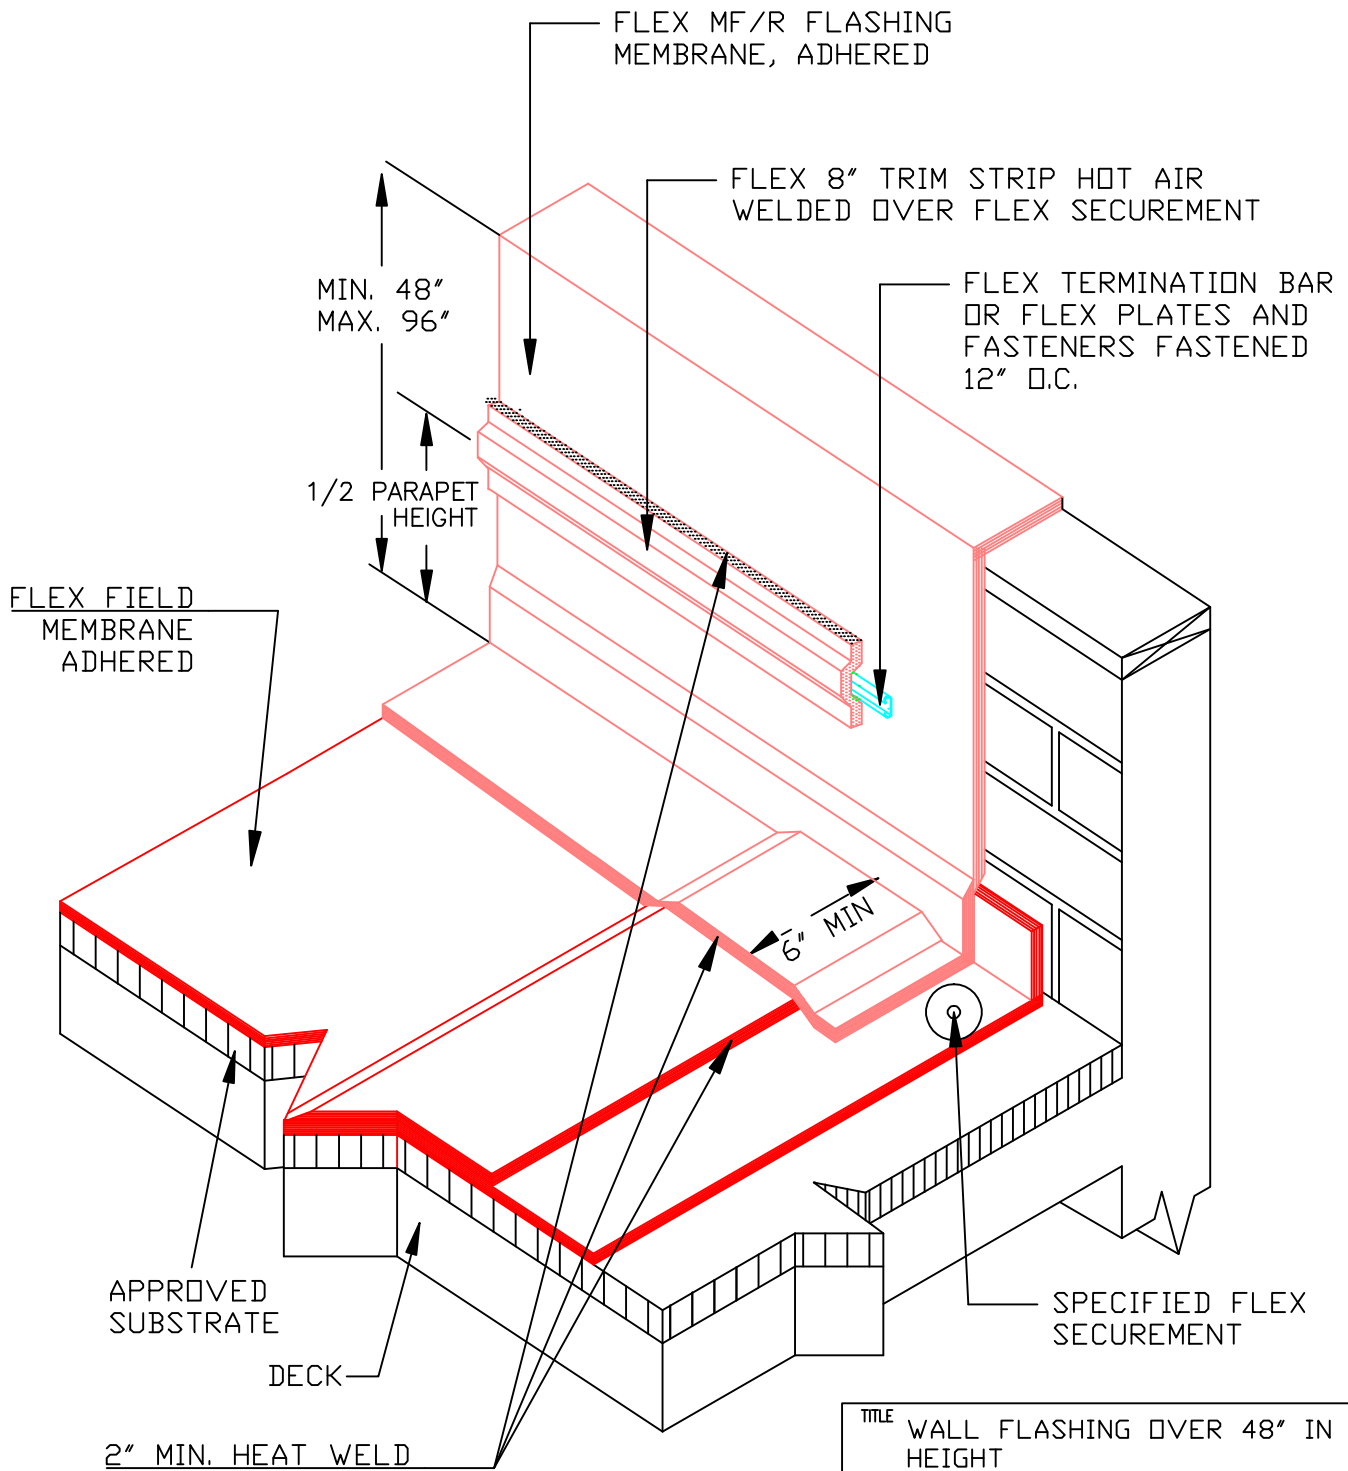 FLEX MF/R FLASHING
MEMBRANE, ADHERED
FLEX 8" TRIM STRIP HOT AIR
WELDED OVER FLEX SECUREMENT
FLEX TERMINATION BAR
OR FLEX PLATES AND
FASTENERS FASTENED
12" O.C.
MIN. 48"
MAX. 96"
1/2 PARAPET
HEIGHT
FLEX FIELD
MEMBRANE
ADHERED
6" MIN
APPROVED
SUBSTRATE
DECK
SPECIFIED FLEX
SECUREMENT
2" MIN. HEAT WELD
TITLE
WALL FLASHING OVER 48" IN
HEIGHT